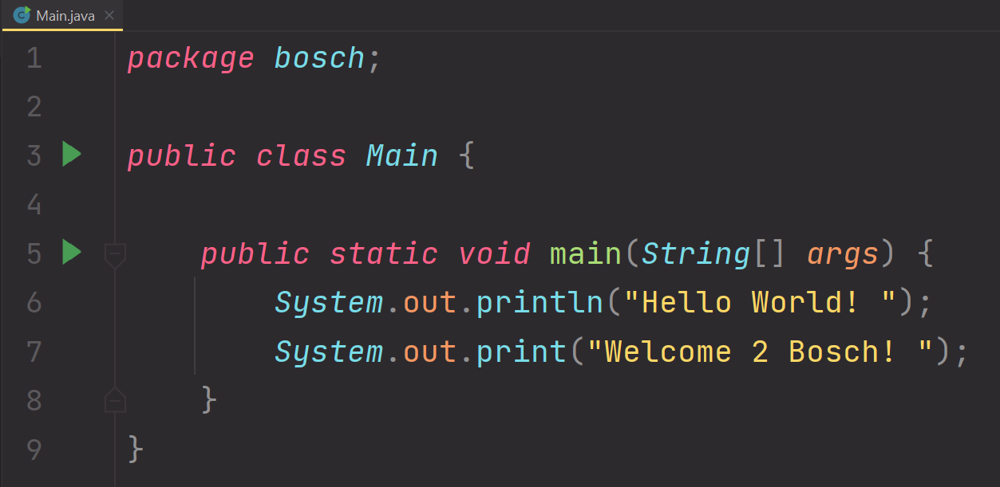 Main.java
1 package bosch;
2
3 public class Main {
4
5 public static void main(String[] args) {
6 System.out.println("Hello World! ");
7 System.out.print("Welcome 2 Bosch! ");
8 }
9 }